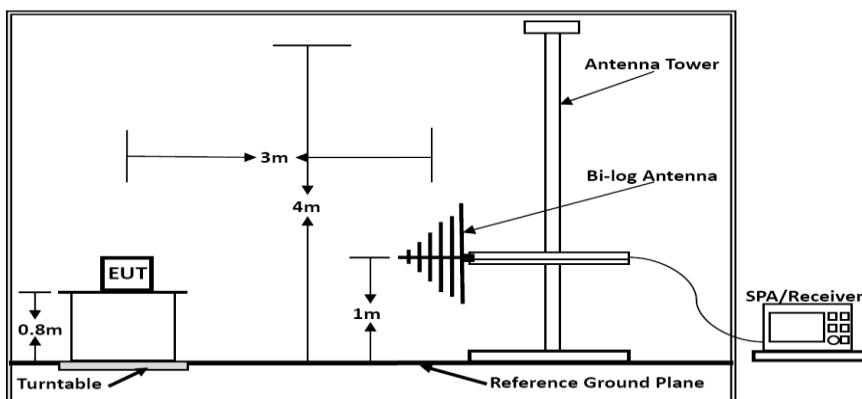 Antenna Tower
3m
Bi-log Antenna
4m
EUT
SPA/Receiver
0.8m
1m
Turntable
Reference Ground Plane